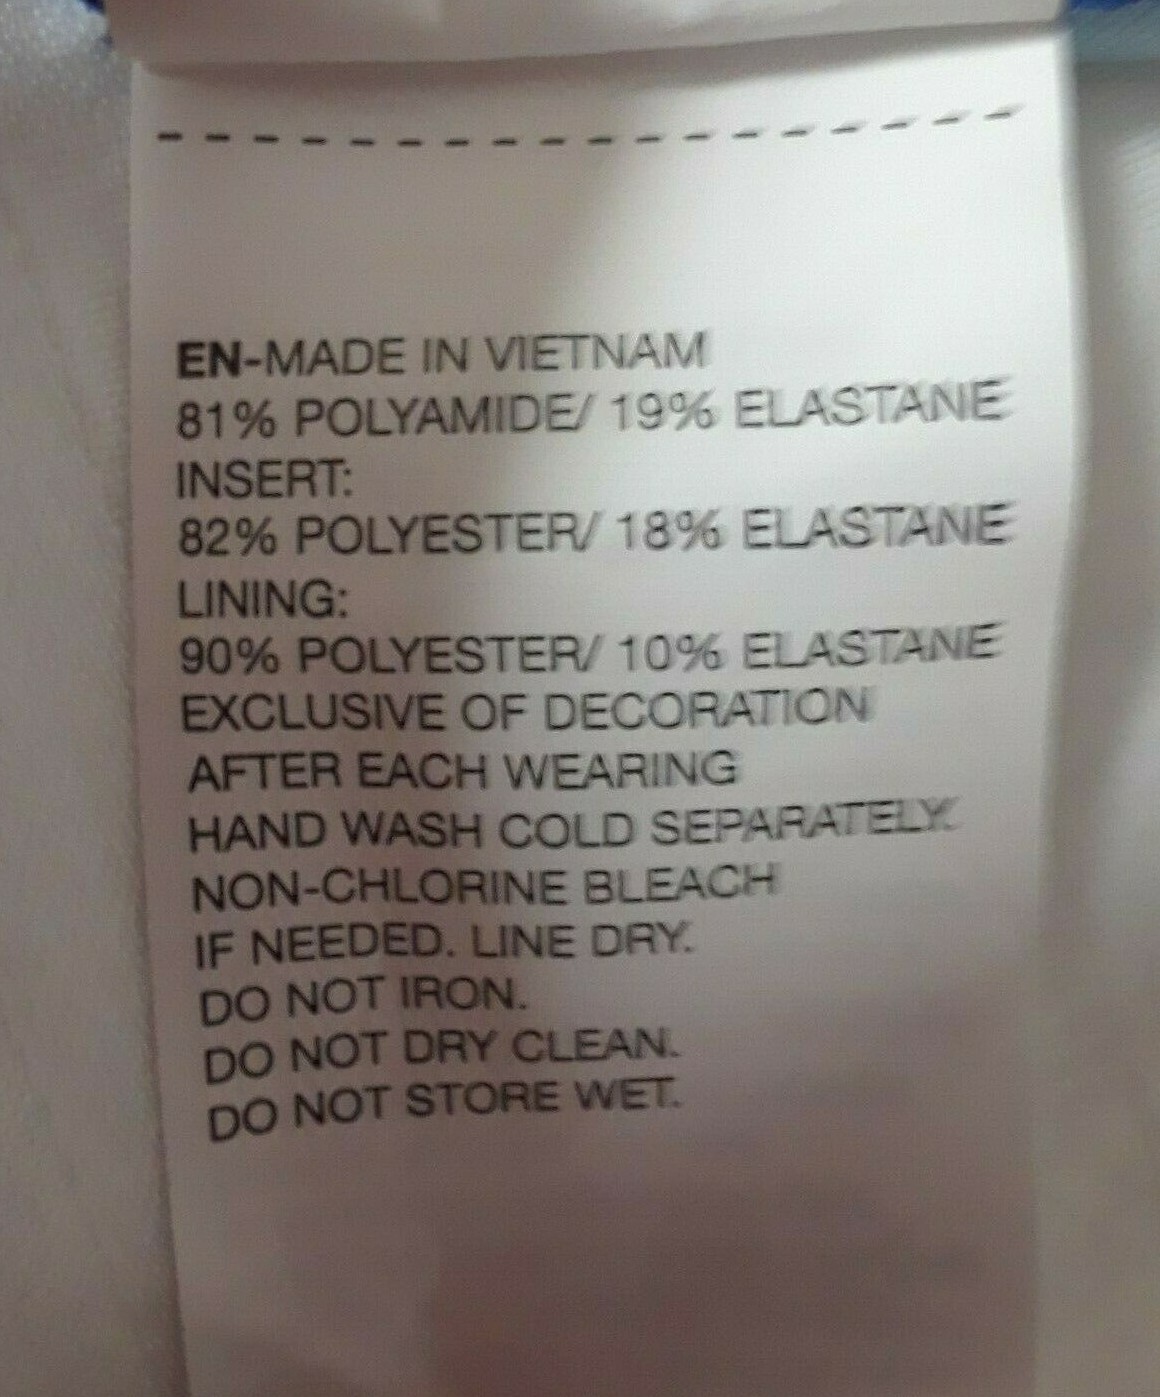 EN-MADE IN VIETNAM
81% POLYAMIDE/ 19% ELASTANE
INSERT:
82% POLYESTER/ 18% ELASTANE
LINING:
90% POLYESTER/ 10% ELASTANE
EXCLUSIVE OF DECORATION
AFTER EACH WEARING
HAND WASH COLD SEPARATELY.
NON-CHLORINE BLEACH
IF NEEDED. LINE DRY.
DO NOT IRON.
DO NOT DRY CLEAN.
DO NOT STORE WET.